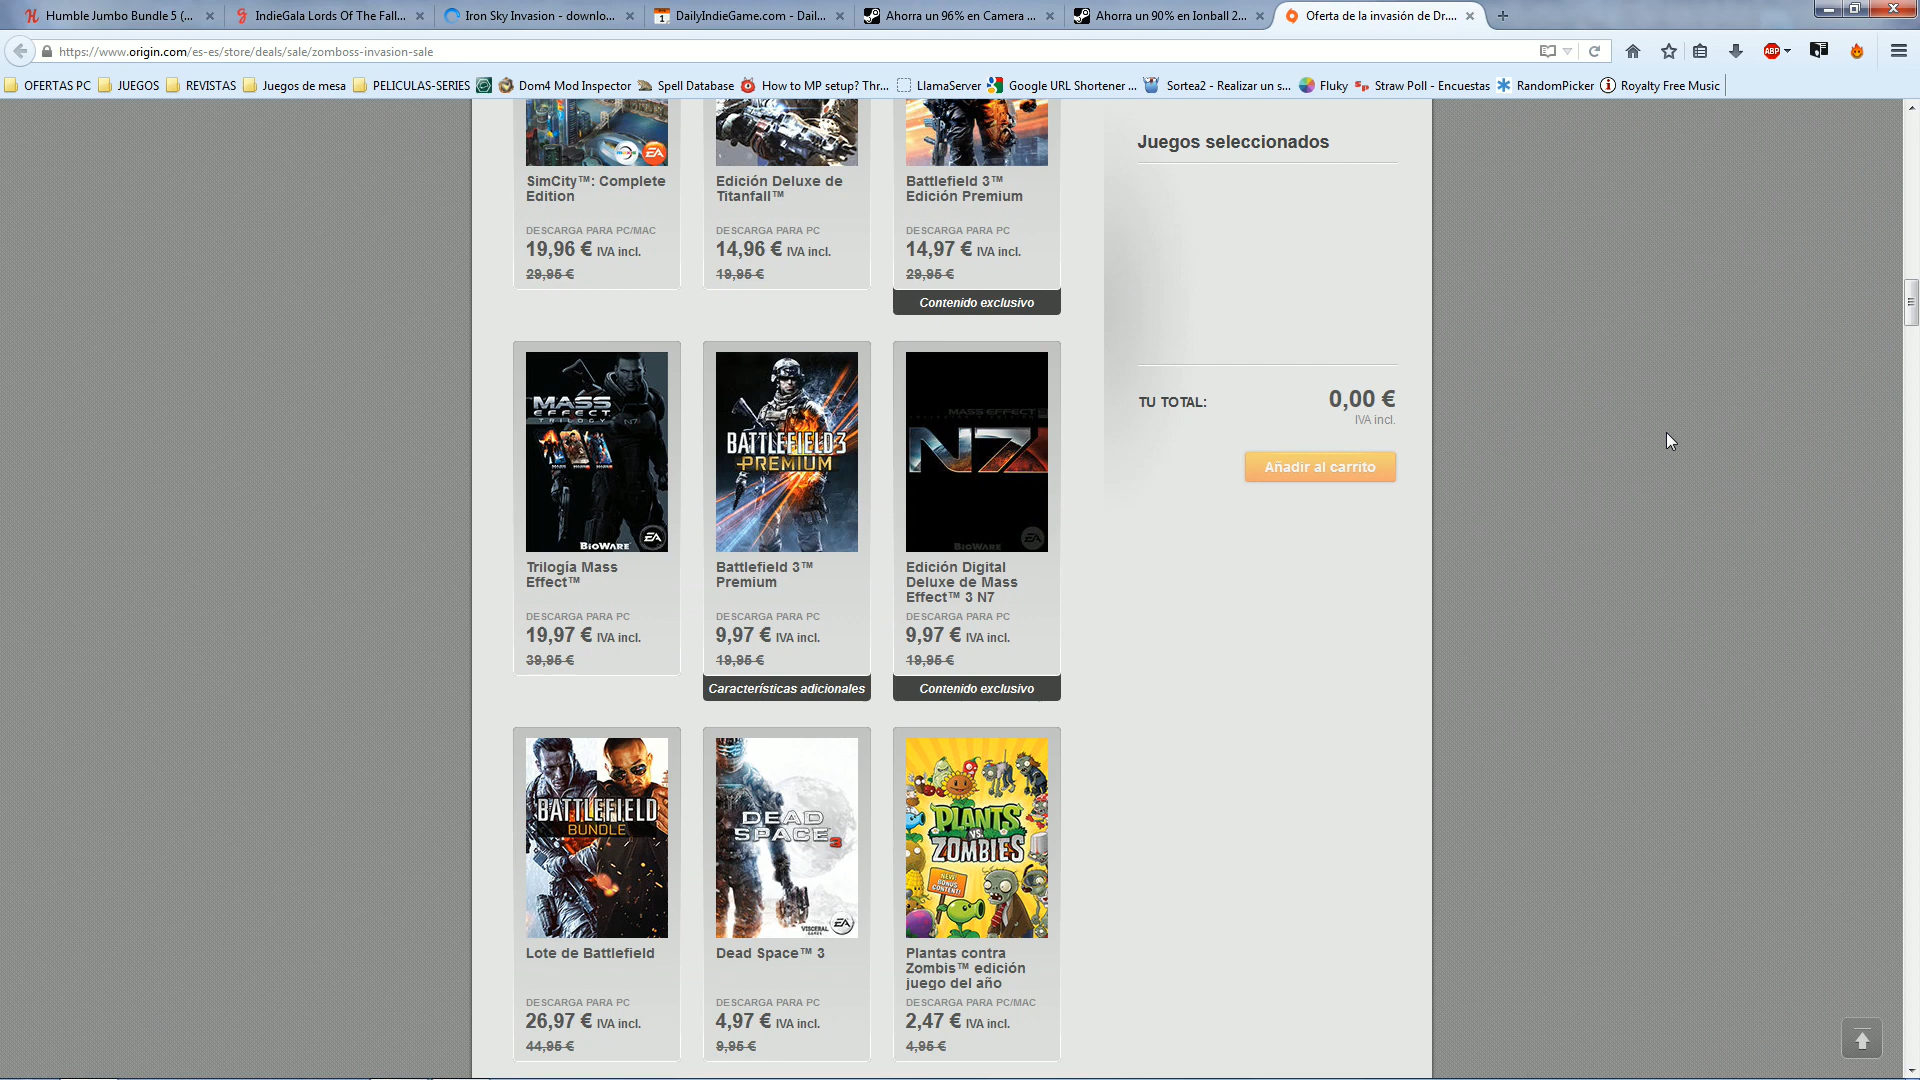 Humble Jumbo Bundle 5 (...
IndieGala Lords Of The Fall...
Iron Sky Invasion - downlo...
DailyIndieGame.com - Dail...
Ahorra un 96% en Camera ...
Ahorra un 90% en Ionball 2...
Oferta de la invasión de Dr....
https://www.origin.com/es-es/store/deals/sale/zomboss-invasion-sale
ABP
OFERTAS PC
JUEGOS
REVISTAS
Juegos de mesa
PELICULAS-SERIES
Dom4 Mod Inspector
Spell Database
How to MP setup? Thr...
LlamaServer
Google URL Shortener ...
Sortea2 - Realizar un s...
Fluky
Straw Poll - Encuestas
RandomPicker
Royalty Free Music
maxis
EA
SimCity™: Complete
Edition
DESCARGA PARA PC/MAC
19,96 € IVA incl.
29,95 €
Edición Deluxe de
Titanfall™
DESCARGA PARA PC
14,96 € IVA incl.
19,95 €
Battlefield 3™
Edición Premium
DESCARGA PARA PC
14,97 € IVA incl.
29,95 €
Contenido exclusivo
Juegos seleccionados
TU TOTAL:
0,00 €
IVA incl.
Añadir al carrito
MASS
EFFECT
TRILOGY
N7
BIOWARE
EA
Trilogía Mass
Effect™
DESCARGA PARA PC
19,97 € IVA incl.
39,95 €
BATTLEFIELD 3
PREMIUM
Battlefield 3™
Premium
DESCARGA PARA PC
9,97 € IVA incl.
19,95 €
Características adicionales
MASS EFFECT
N7
BIOWARE
EA
Edición Digital
Deluxe de Mass
Effect™ 3 N7
DESCARGA PARA PC
9,97 € IVA incl.
19,95 €
Contenido exclusivo
BATTLEFIELD
BUNDLE
Lote de Battlefield
DESCARGA PARA PC
26,97 € IVA incl.
44,95 €
DEAD
SPACE 3
VISCERAL
GAMES
EA
Dead Space™ 3
DESCARGA PARA PC
4,97 € IVA incl.
9,95 €
PLANTS
VS.
ZOMBIES
NEW!
BONUS
CONTENT!
Plantas contra
Zombis™ edición
juego del año
DESCARGA PARA PC/MAC
2,47 € IVA incl.
4,95 €